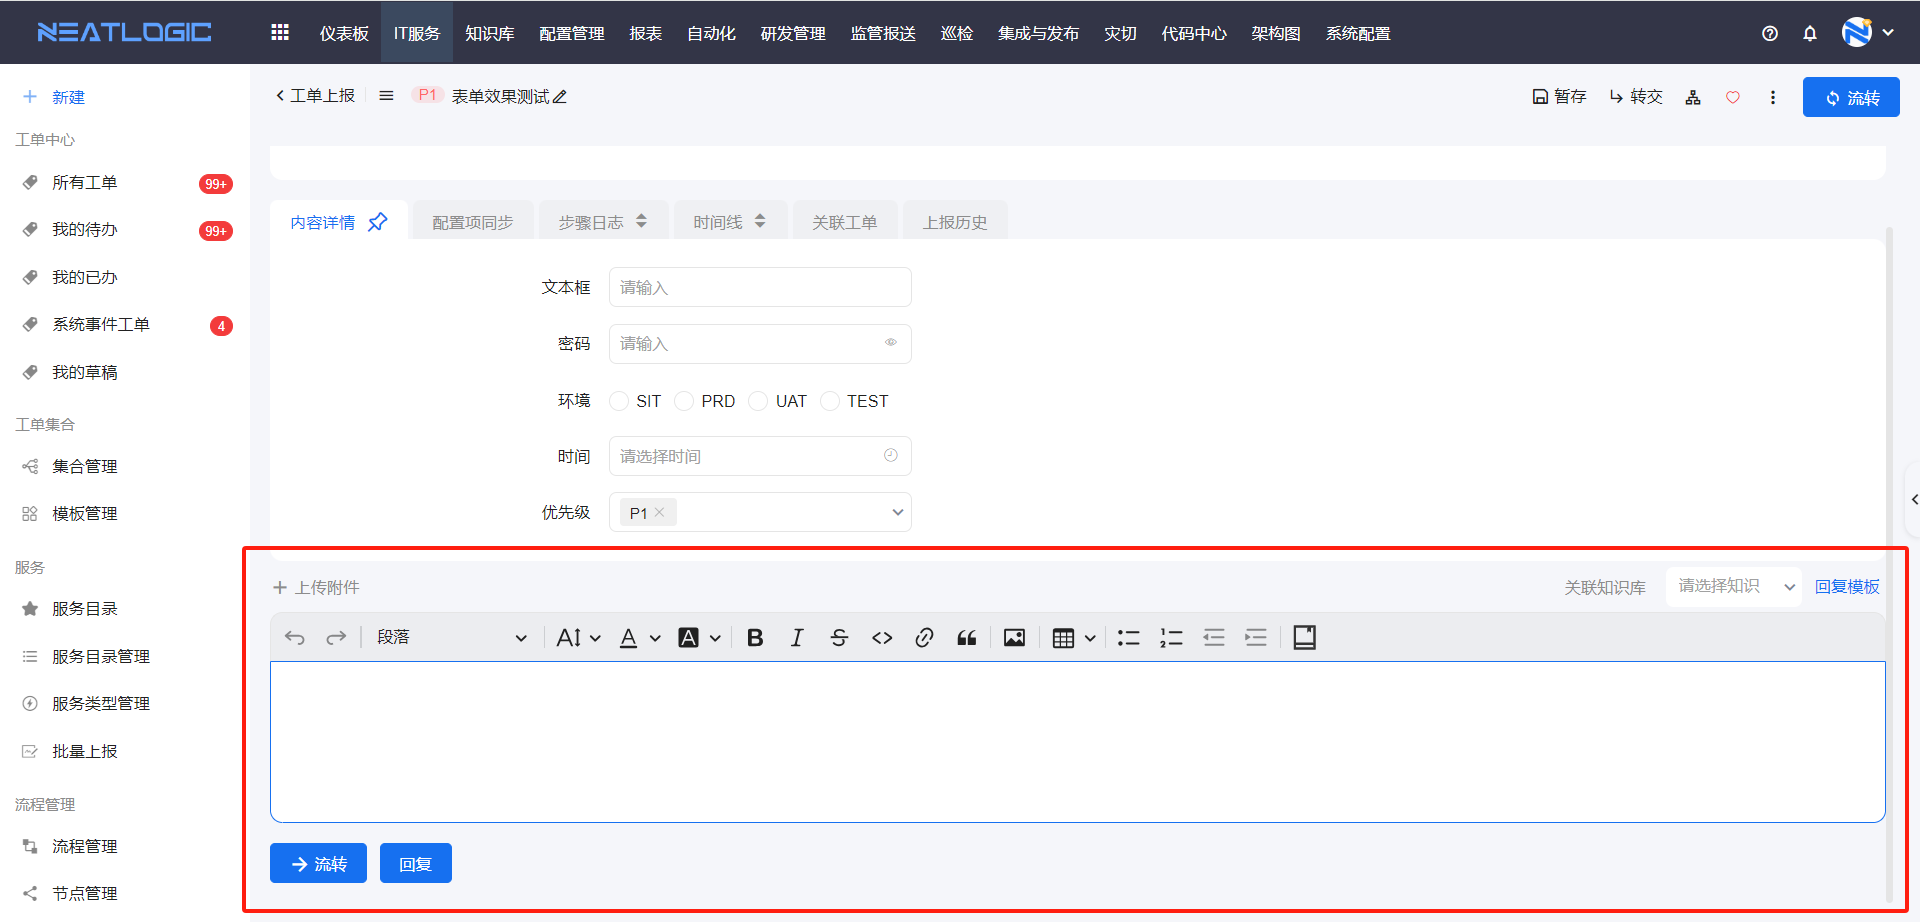 NEATLOGIC
仪表板 IT服务 知识库 配置管理 报表 自动化 研发管理 监管报送 巡检 集成与发布 灾切 代码中心 架构图 系统配置
新建
工单中心
所有工单 99+
我的待办 99+
我的已办
系统事件工单 4
我的草稿
工单集合
集合管理
模板管理
服务
服务目录
服务目录管理
服务类型管理
批量上报
流程管理
流程管理
节点管理
工单上报 P1 表单效果测试
暂存 转交 流转
内容详情 配置项同步 步骤日志 时间线 关联工单 上报历史
文本框 请输入
密码 请输入
环境 SIT PRD UAT TEST
时间 请选择时间
优先级 P1
上传附件 关联知识库 请选择知识 回复模板
段落
流转 回复